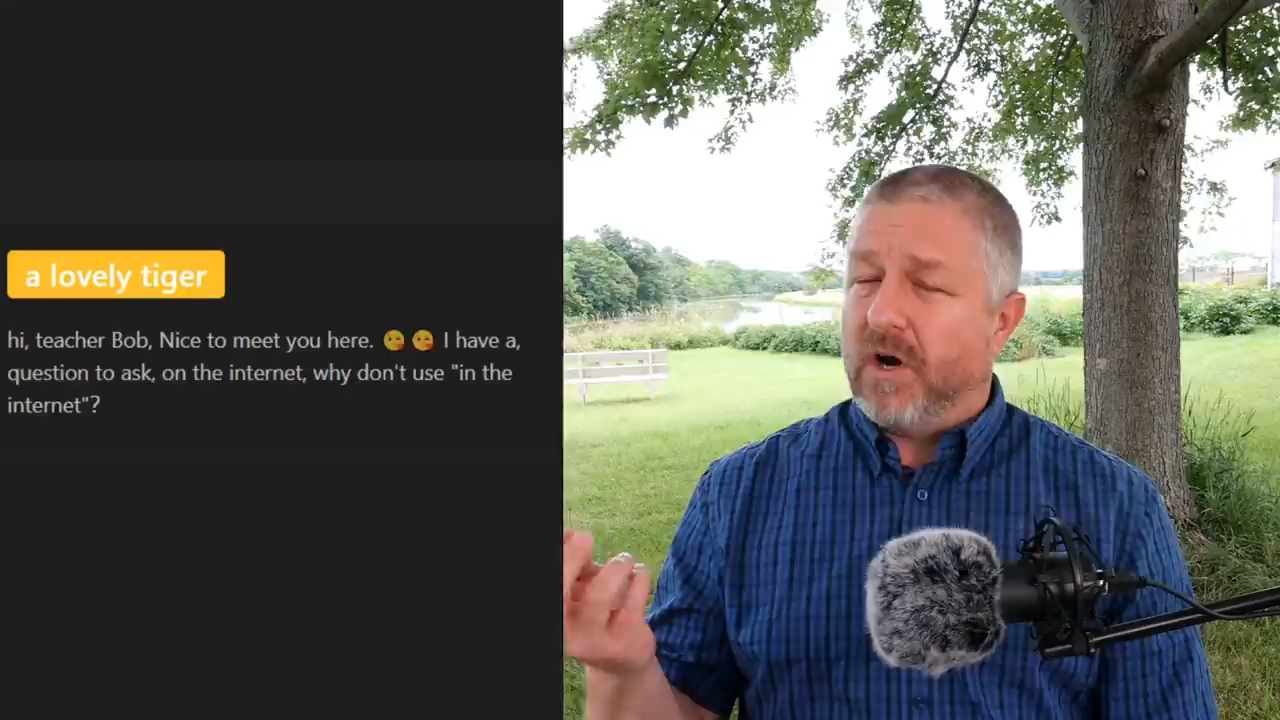 a lovely tiger
hi, teacher Bob, Nice to meet you here. 😘 😘 I have a,
question to ask, on the internet, why don't use "in the
internet"?